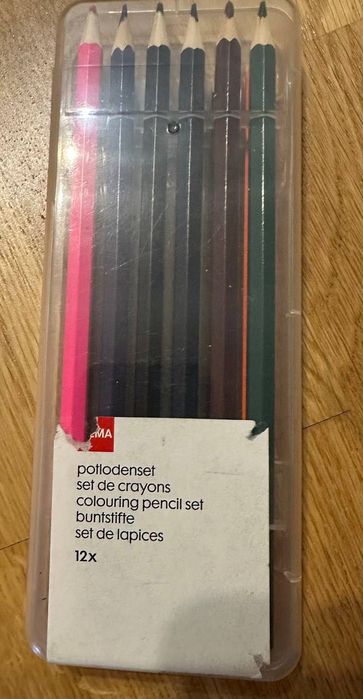 EMA
potlodenset
set de crayons
colouring pencil set
buntstifte
set de lapices
12x